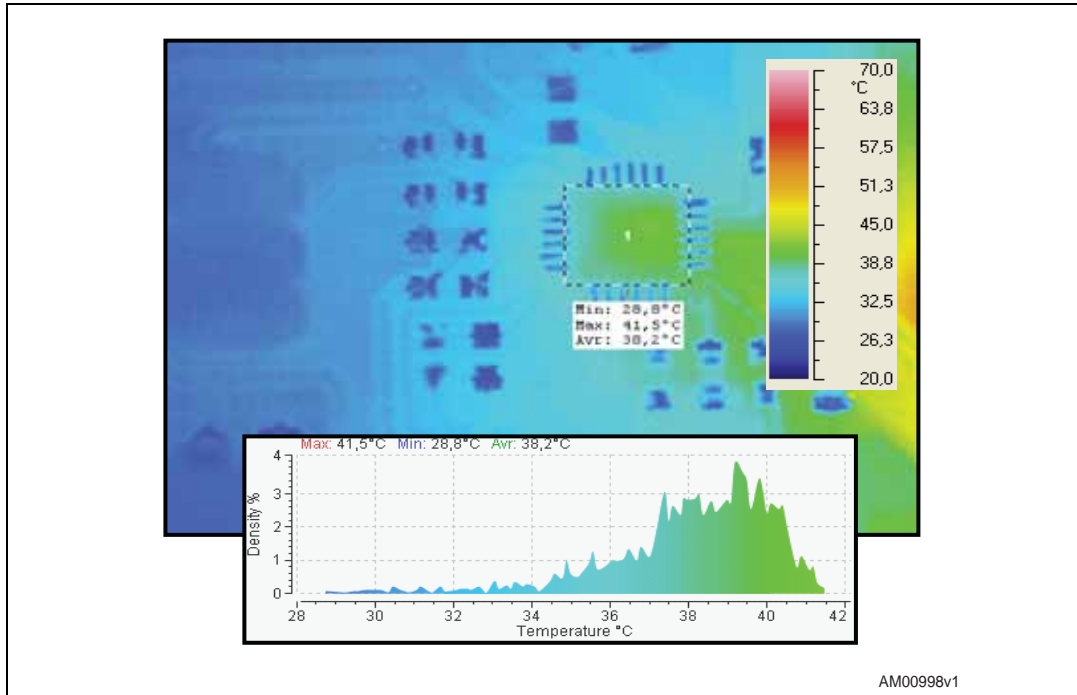 70,0
°C
63,8
57,5
51,3
45,0
38,8
32,5
26,3
20,0
Min: 28,8°C
Max: 41,5°C
Avr: 38,2°C
Max: 41,5°C Min: 28,8°C Avr: 38,2°C
4
3
2
1
0
Density %
28 30 32 34 36 38 40 42
Temperature °C
AM00998v1